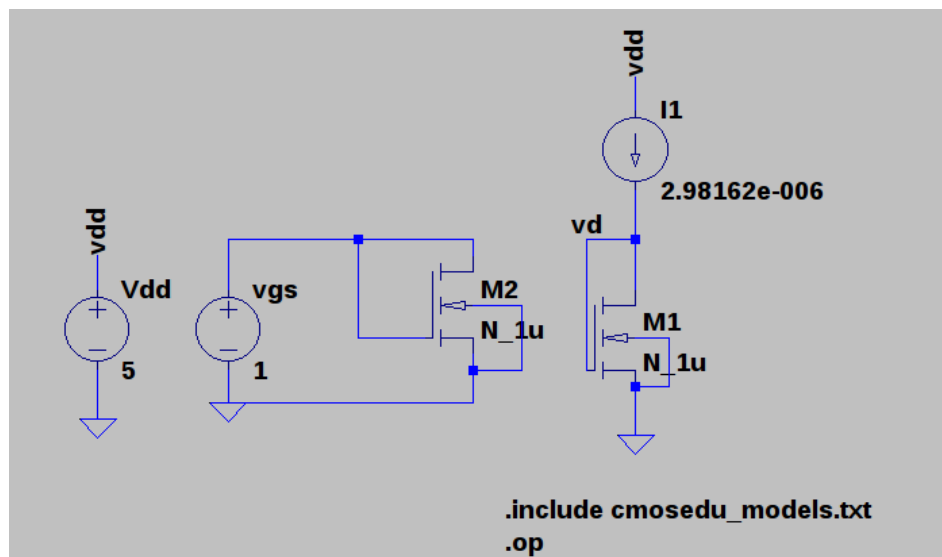 vdd
I1
2.98162e-006
vd
vdd
Vdd
5
vgs
1
M2
N_1u
M1
N_1u
.include cmosedu_models.txt
.op